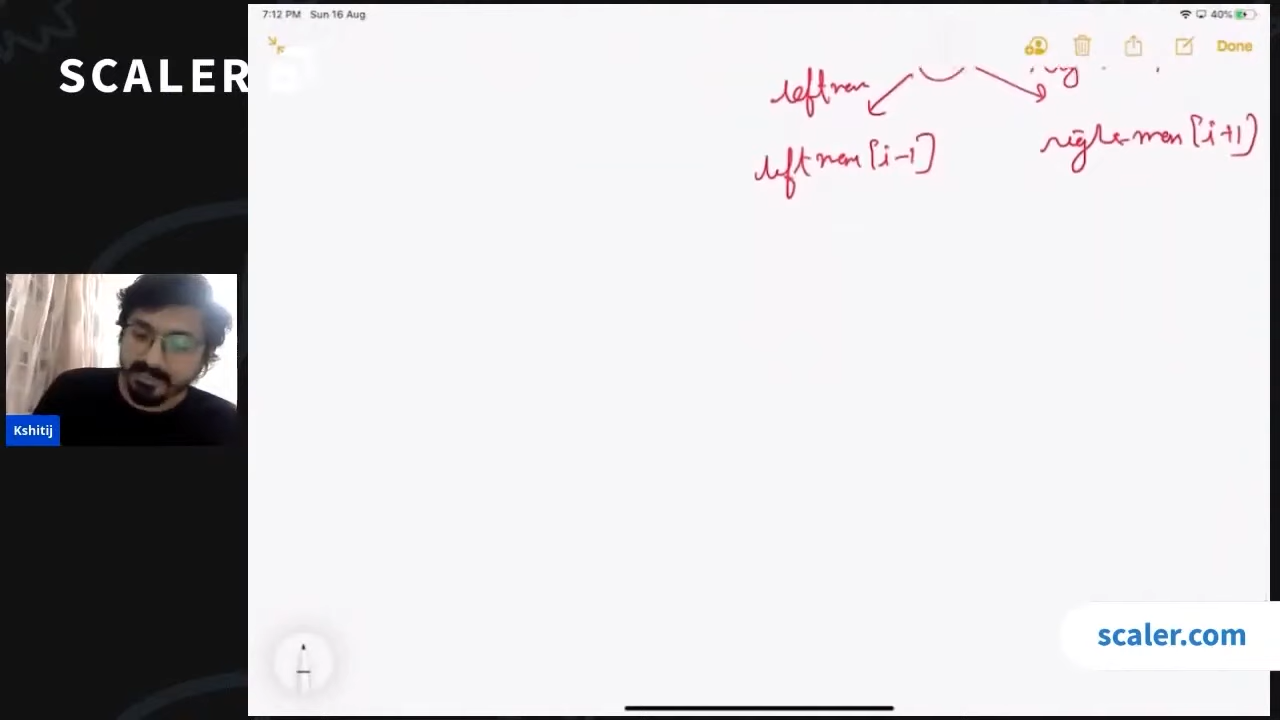 7:12 PM Sun 16 Aug
40%
SCALER
Done
leftmax
leftmax[i-1]
right-max[i+1]
Kshitij
scaler.com